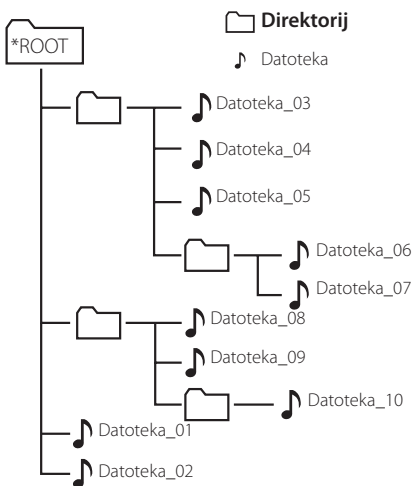 Direktorij
*ROOT
Datoteka
Datoteka_03
Datoteka_04
Datoteka_05
Datoteka_06
Datoteka_07
Datoteka_08
Datoteka_09
Datoteka_10
Datoteka_01
Datoteka_02